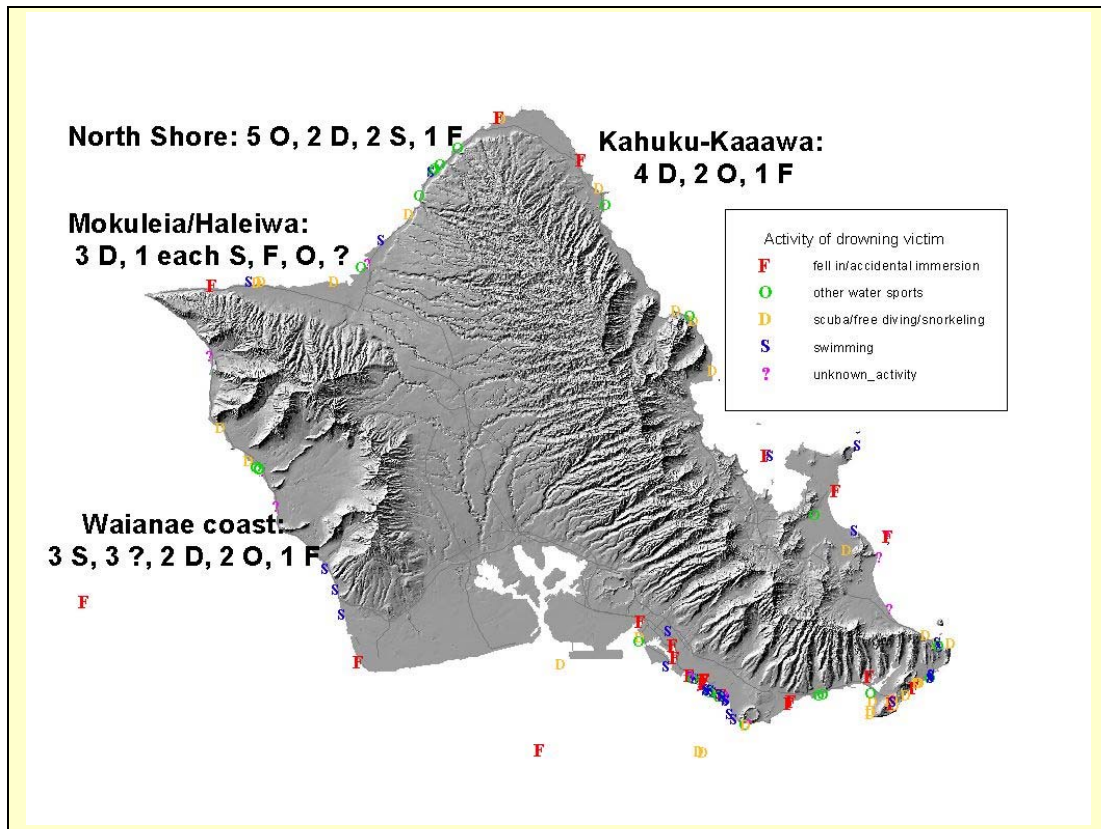 North Shore: 5 O, 2 D, 2 S, 1 F
Kahuku-Kaaawa:
4 D, 2 O, 1 F
Mokuleia/Haleiwa:
3 D, 1 each S, F, O, ?
Activity of drowning victim
F fell in/accidental immersion
O other water sports
D scuba/free diving/snorkeling
S swimming
? unknown_activity
Waianae coast:
3 S, 3 ?, 2 D, 2 O, 1 F